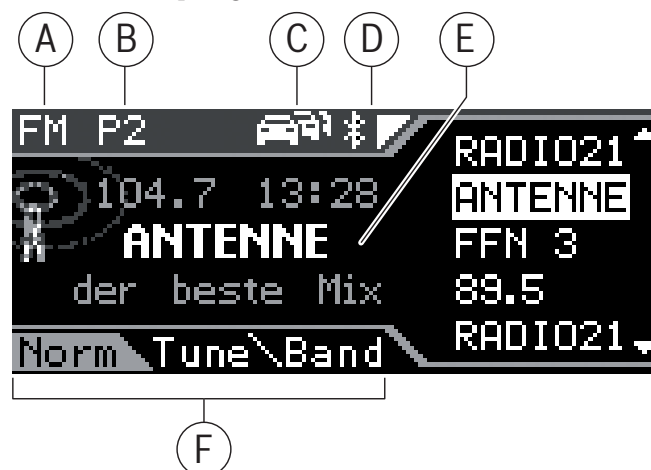 A B C D E
FM P2
104.7 13:28
ANTENNE
der beste Mix
Norm Tune Band
RADIO21
ANTENNE
FFN 3
89.5
RADIO21
F